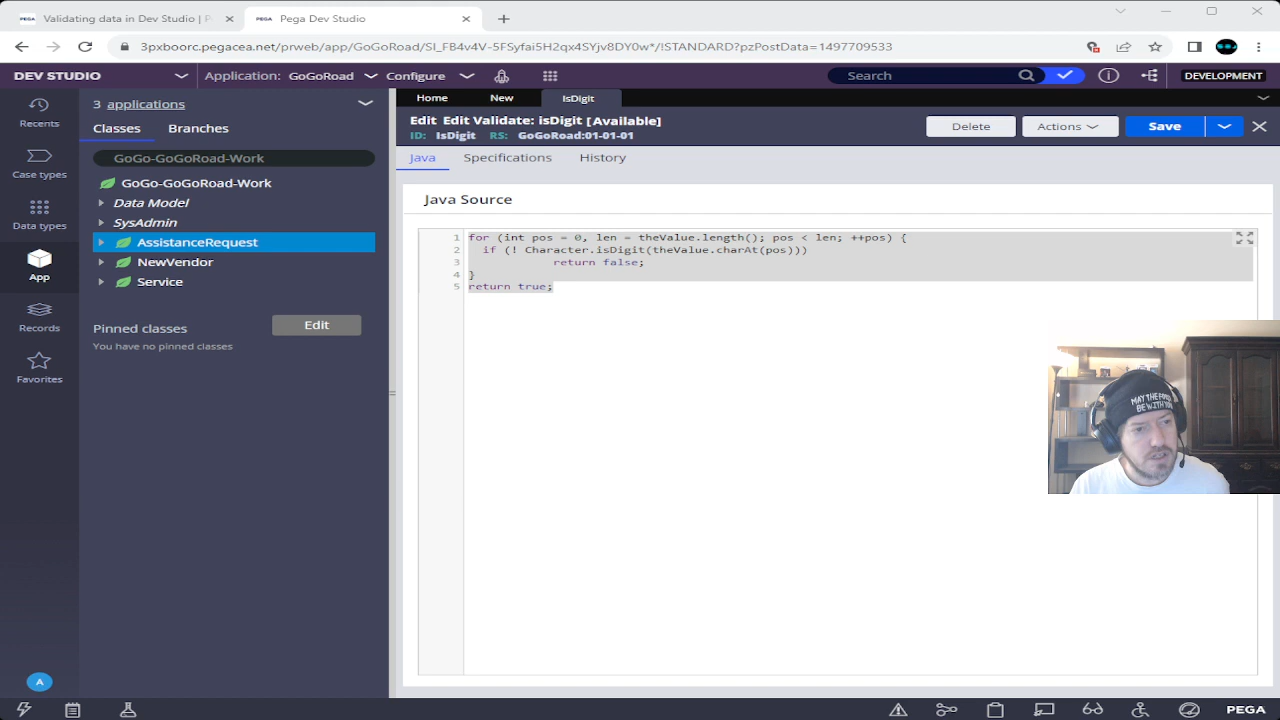 PEGA Validating data in Dev Studio | P
PEGA Pega Dev Studio
3pxboorc.pegacea.net/prweb/app/GoGoRoad/SI_FB4v4V-5FSyfai5H2qx4SYjv8DY0w*/!STANDARD?pzPostData=1497709533
DEV STUDIO
Application: GoGoRoad
Configure
Search
DEVELOPMENT
Recents
Case types
Data types
App
Records
Favorites
A
3 applications
Classes Branches
GoGo-GoGoRoad-Work
GoGo-GoGoRoad-Work
Data Model
SysAdmin
AssistanceRequest
NewVendor
Service
Pinned classes
Edit
You have no pinned classes
Home New IsDigit
Edit Edit Validate: isDigit [Available]
ID: IsDigit RS: GoGoRoad:01-01-01
Delete Actions Save
Java Specifications History
Java Source
1 for (int pos = 0, len = theValue.length(); pos < len; ++pos) {
2 if (! Character.isDigit(theValue.charAt(pos)))
3 return false;
4 }
5 return true;
MAY THE
BE WITH YOU
PEGA